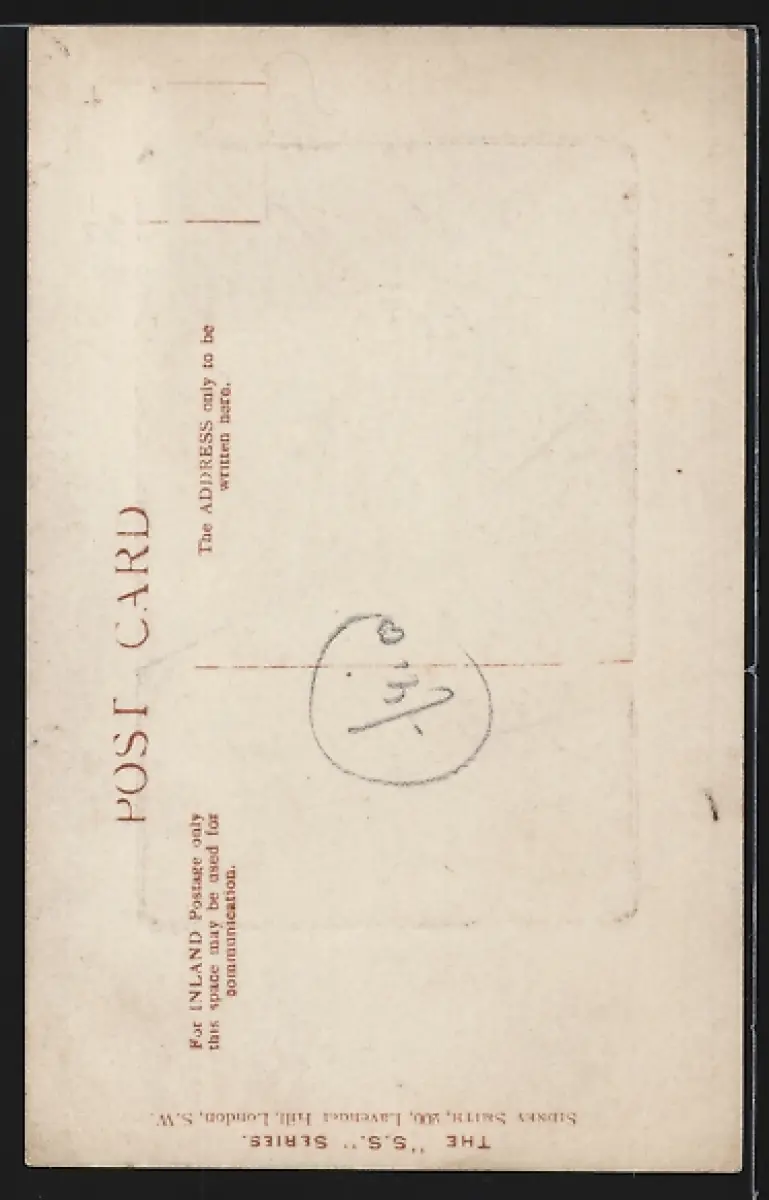 POST CARD
For INLAND Postage only
this space may be used for
communication.
The ADDRESS only to be
written here.
THE "S.S." SERIES.
SIDNEY SMITH, 200, Lavender Hill, London, S.W.